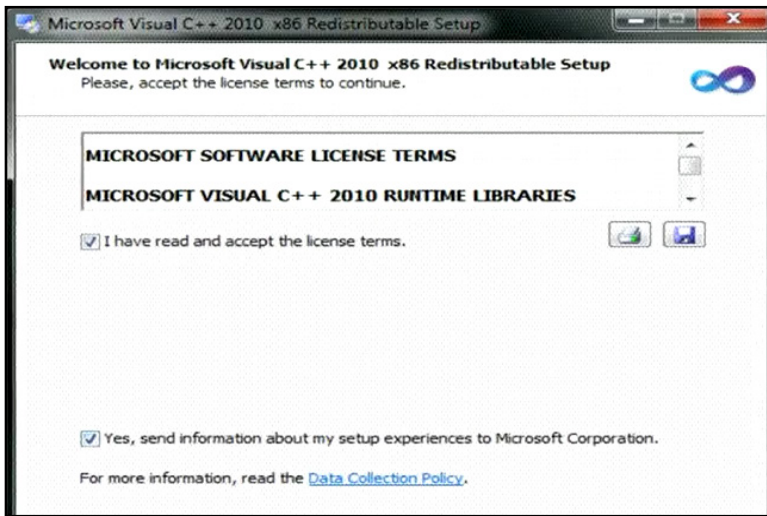 Microsoft Visual C++ 2010 x86 Redistributable Setup
Welcome to Microsoft Visual C++ 2010 x86 Redistributable Setup
Please, accept the license terms to continue.
MICROSOFT SOFTWARE LICENSE TERMS
MICROSOFT VISUAL C++ 2010 RUNTIME LIBRARIES
I have read and accept the license terms.
Yes, send information about my setup experiences to Microsoft Corporation.
For more information, read the Data Collection Policy.